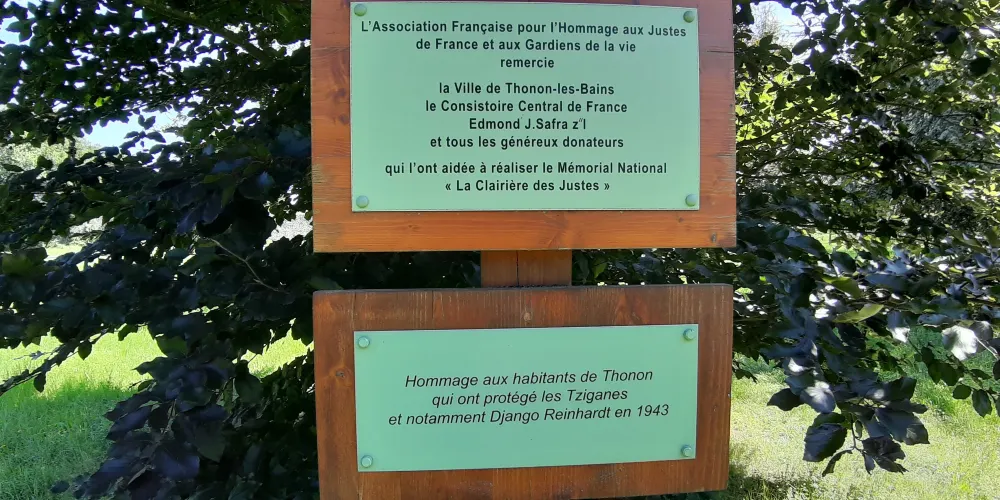 L'Association Française pour l'Hommage aux Justes
de France et aux Gardiens de la vie
remercie
la Ville de Thonon-les-Bains
le Consistoire Central de France
Edmond J.Safra z"l
et tous les généreux donateurs
qui l'ont aidée à réaliser le Mémorial National
« La Clairière des Justes »
Hommage aux habitants de Thonon
qui ont protégé les Tziganes
et notamment Django Reinhardt en 1943